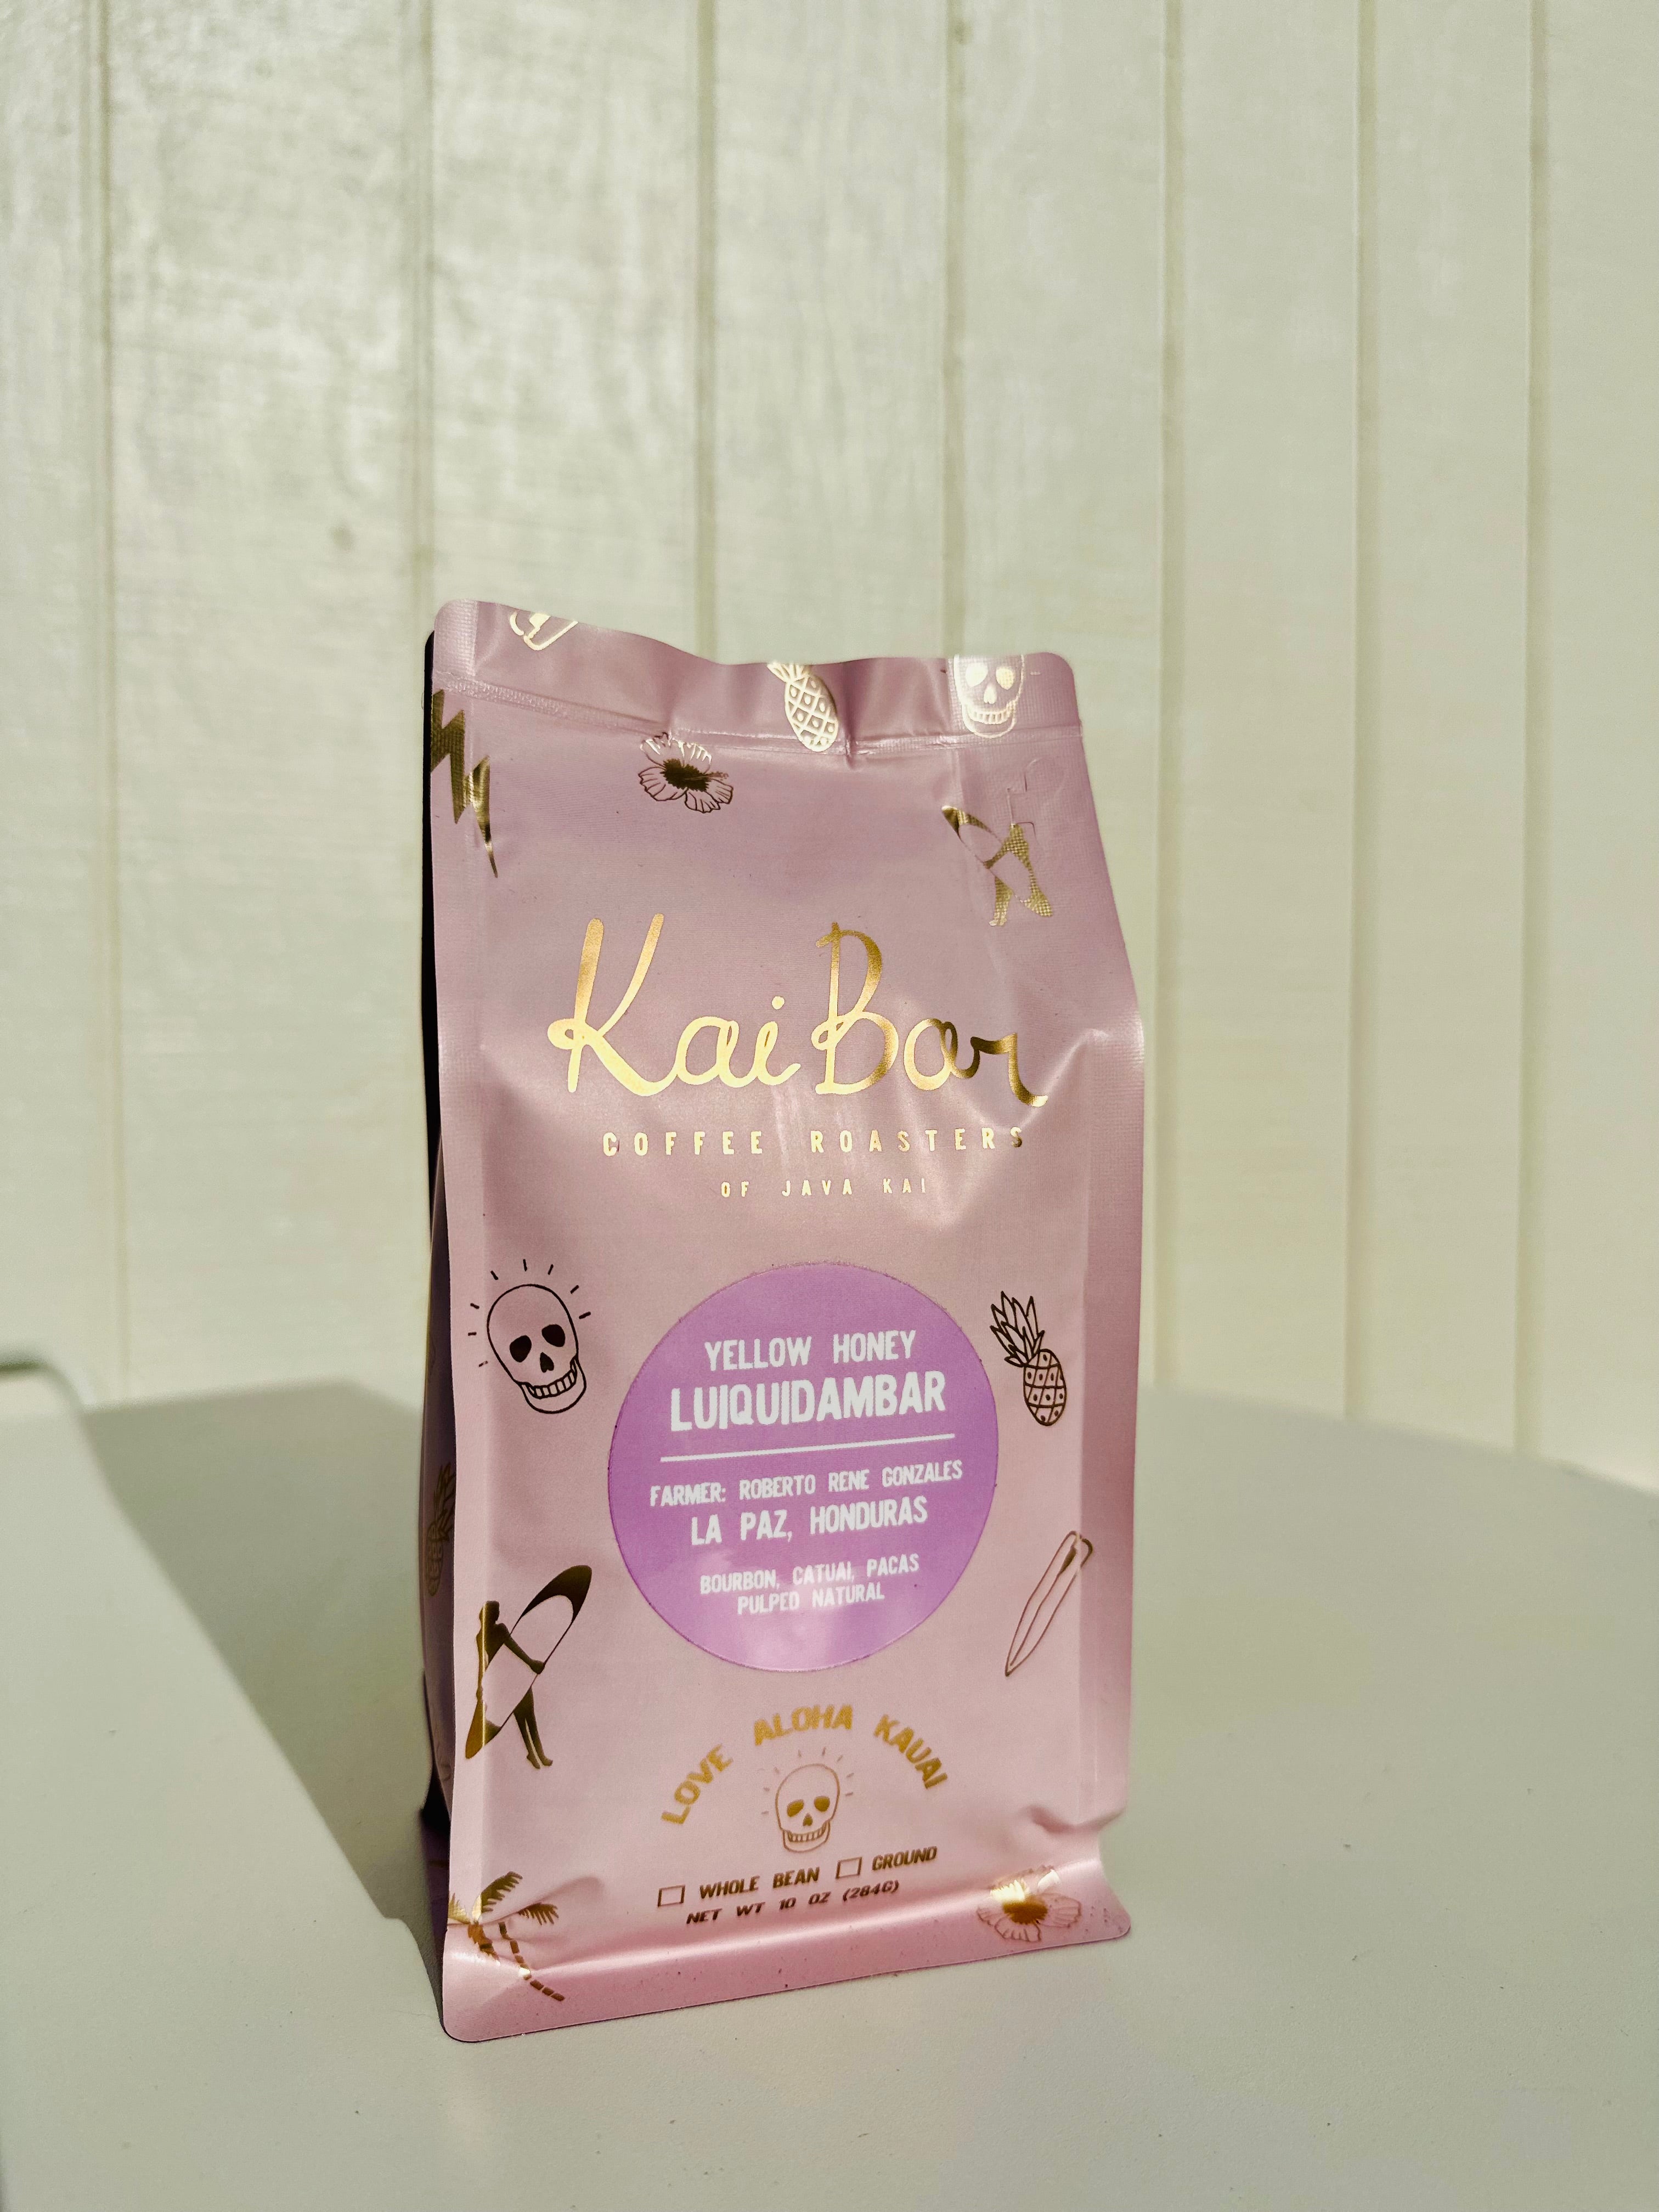 Kai Bar
COFFEE ROASTERS
OF JAVA KAI
YELLOW HONEY
LUIQUIDAMBAR
FARMER: ROBERTO RENE GONZALES
LA PAZ, HONDURAS
BOURBON, CATUAI, PACAS
PULPED NATURAL
LOVE ALOHA KAUAI
WHOLE BEAN GROUND
NET WT 10 OZ (284G)